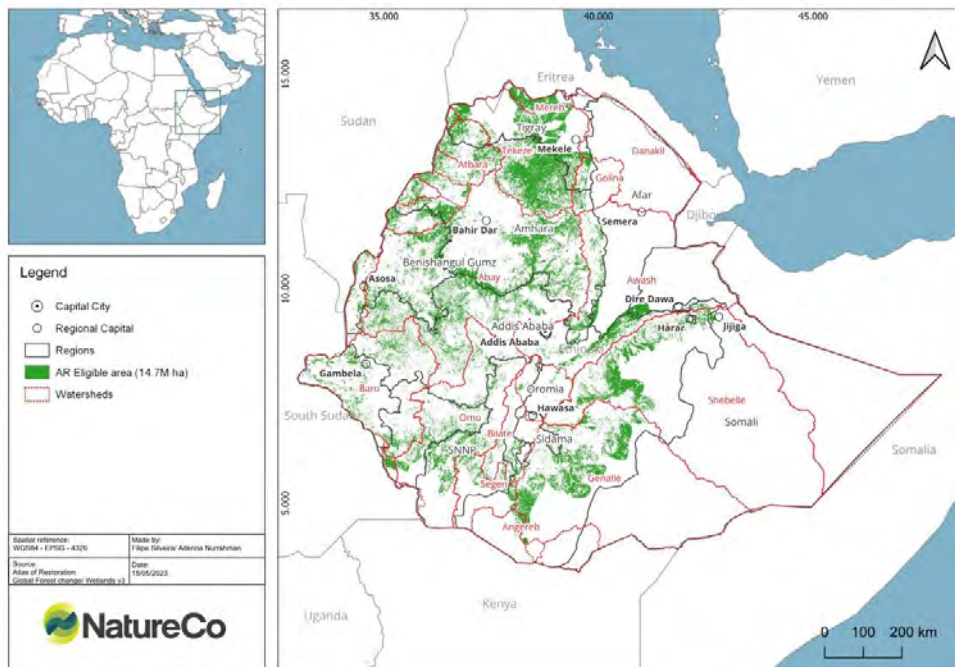 35.000
40.000
45.000
15.000
10.000
5.000
Eritrea
Yemen
Sudan
Mereb
Tigray
Tekeze
Mekele
Danakil
Atbara
Golina
Afar
Djibo
Semera
Bahir Dar
Amhara
Benishangul Gumz
Abay
Awash
Asosa
Dire Dawa
Addis Ababa
Harar
Jijiga
Addis Ababa
Ethiopia
Gambela
Baro
Oromia
Shebelle
South Sudan
Omo
Hawasa
Somali
Bilate
Sidama
Somalia
SNNP
Segen
Genalle
Angereb
Kenya
Uganda
0 100 200 km
Legend
Capital City
Regional Capital
Regions
AR Eligible area (14.7M ha)
Watersheds
Spatial reference:
WGS84 - EPSG - 4326
Made by:
Filipe Silveira/ Adenna Nurrahman
Source:
Atlas of Restoration
Global Forest change/ Wetlands v3
Date:
NatureCo